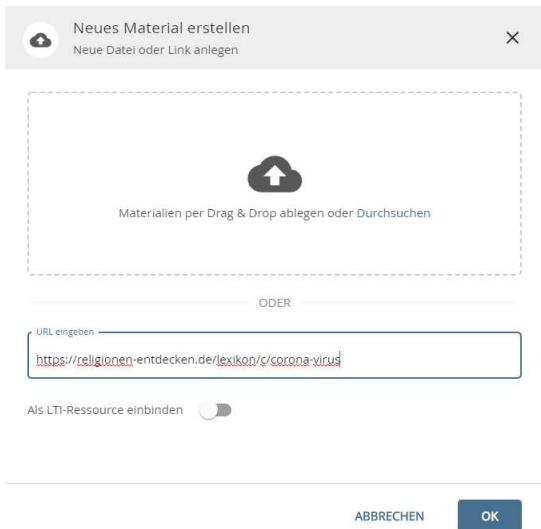 Neues Material erstellen
Neue Datei oder Link anlegen
Materialien per Drag & Drop ablegen oder Durchsuchen
ODER
URL eingeben
https://religionen-entdecken.de/lexikon/c/corona-virus
Als LTI-Ressource einbinden
ABBRECHEN OK